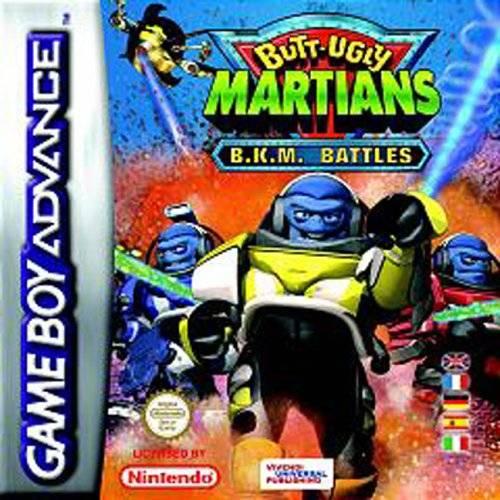 GAME BOY ADVANCE
BUTT-UGLY
MARTIANS
B.K.M. BATTLES
LICENSED BY
Nintendo
VIVENDI
UNIVERSAL
PUBLISHING